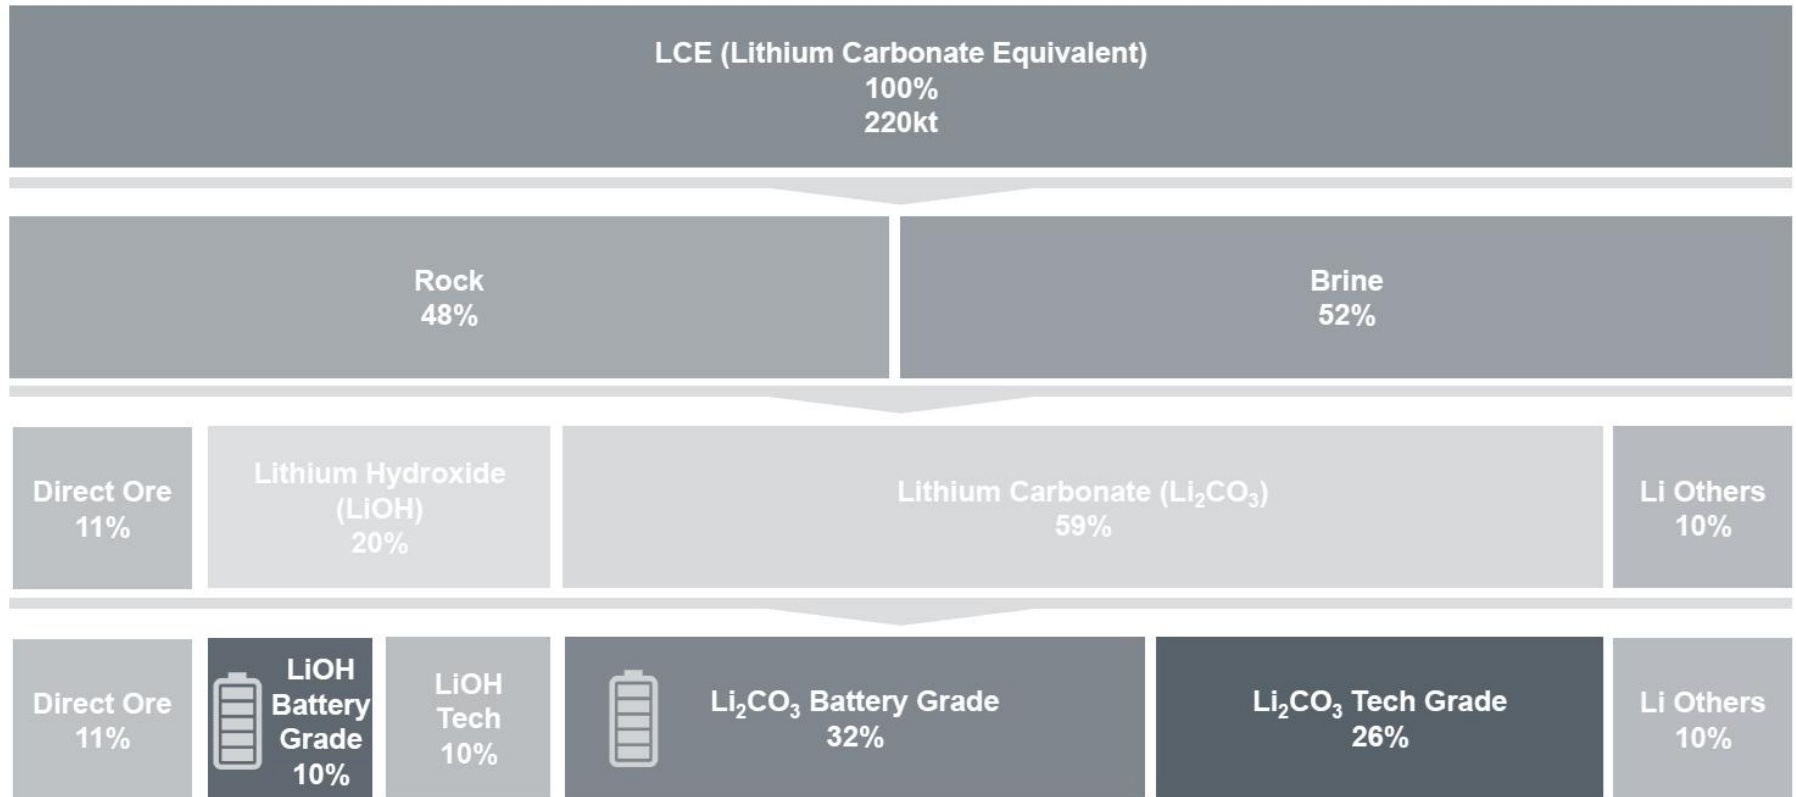 LCE (Lithium Carbonate Equivalent)
100%
220kt
Rock
48%
Brine
52%
Direct Ore
11%
Lithium Hydroxide
(LiOH)
20%
Lithium Carbonate (Li₂CO₃)
59%
Li Others
10%
Direct Ore
11%
LiOH
Battery
Grade
10%
LiOH
Tech
10%
Li₂CO₃ Battery Grade
32%
Li₂CO₃ Tech Grade
26%
Li Others
10%